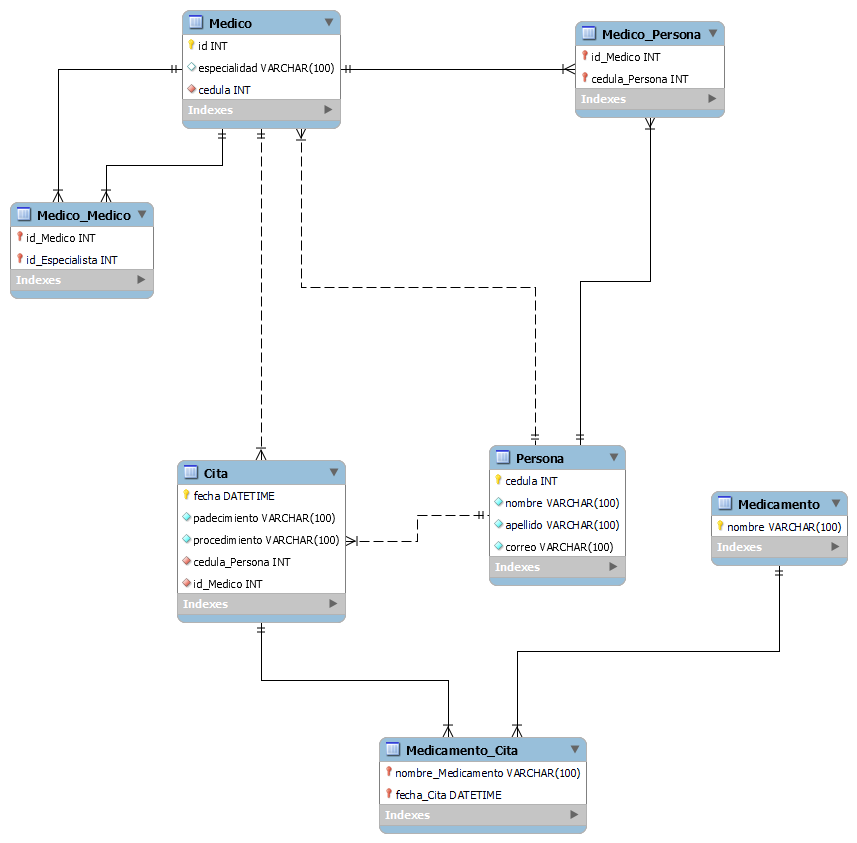 Medico
id INT
especialidad VARCHAR(100)
cedula INT
Indexes
Medico_Persona
id_Medico INT
cedula_Persona INT
Indexes
Medico_Medico
id_Medico INT
id_Especialista INT
Indexes
Cita
fecha DATETIME
padecimiento VARCHAR(100)
procedimiento VARCHAR(100)
cedula_Persona INT
id_Medico INT
Indexes
Persona
cedula INT
nombre VARCHAR(100)
apellido VARCHAR(100)
correo VARCHAR(100)
Indexes
Medicamento
nombre VARCHAR(100)
Indexes
Medicamento_Cita
nombre_Medicamento VARCHAR(100)
fecha_Cita DATETIME
Indexes